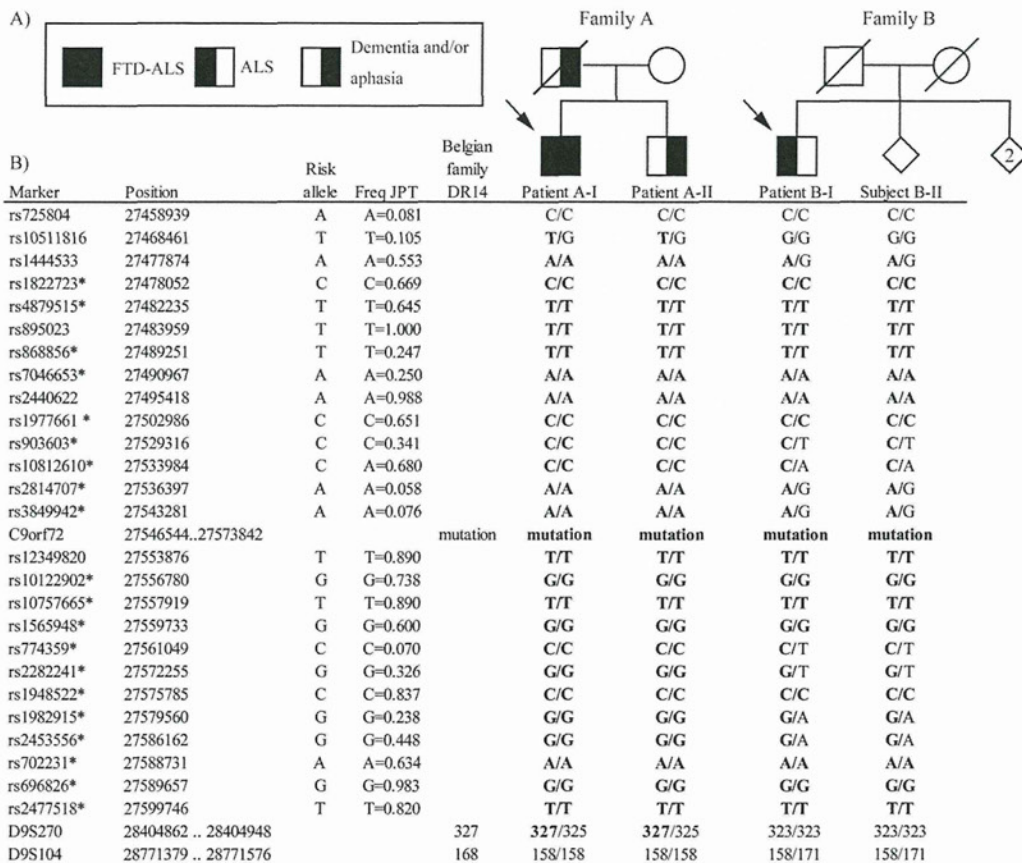 A)
Family A
Family B
FTD-ALS
ALS
Dementia and/or
aphasia
2
B)
Marker Position Risk allele Freq JPT Belgian family DR14 Patient A-I Patient A-II Patient B-I Subject B-II
rs725804 27458939 A A=0.081 C/C C/C C/C C/C
rs10511816 27468461 T T=0.105 T/G T/G G/G G/G
rs1444533 27477874 A A=0.553 A/A A/A A/G A/G
rs1822723* 27478052 C C=0.669 C/C C/C C/C C/C
rs4879515* 27482235 T T=0.645 T/T T/T T/T T/T
rs895023 27483959 T T=1.000 T/T T/T T/T T/T
rs868856* 27489251 T T=0.247 T/T T/T T/T T/T
rs7046653* 27490967 A A=0.250 A/A A/A A/A A/A
rs2440622 27495418 A A=0.988 A/A A/A A/A A/A
rs1977661 * 27502986 C C=0.651 C/C C/C C/C C/C
rs903603* 27529316 C C=0.341 C/C C/C C/T C/T
rs10812610* 27533984 C A=0.680 C/C C/C C/A C/A
rs2814707* 27536397 A A=0.058 A/A A/A A/G A/G
rs3849942* 27543281 A A=0.076 A/A A/A A/G A/G
C9orf72 27546544..27573842 mutation mutation mutation mutation mutation
rs12349820 27553876 T T=0.890 T/T T/T T/T T/T
rs10122902* 27556780 G G=0.738 G/G G/G G/G G/G
rs10757665* 27557919 T T=0.890 T/T T/T T/T T/T
rs1565948* 27559733 G G=0.600 G/G G/G G/G G/G
rs774359* 27561049 C C=0.070 C/C C/C C/T C/T
rs2282241* 27572255 G G=0.326 G/G G/G G/T G/T
rs1948522* 27575785 C C=0.837 C/C C/C C/C C/C
rs1982915* 27579560 G G=0.238 G/G G/G G/A G/A
rs2453556* 27586162 G G=0.448 G/G G/G G/A G/A
rs702231* 27588731 A A=0.634 A/A A/A A/A A/A
rs696826* 27589657 G G=0.983 G/G G/G G/G G/G
rs2477518* 27599746 T T=0.820 T/T T/T T/T T/T
D9S270 28404862 .. 28404948 327 327/325 327/325 323/323 323/323
D9S104 28771379 .. 28771576 168 158/158 158/158 158/171 158/171